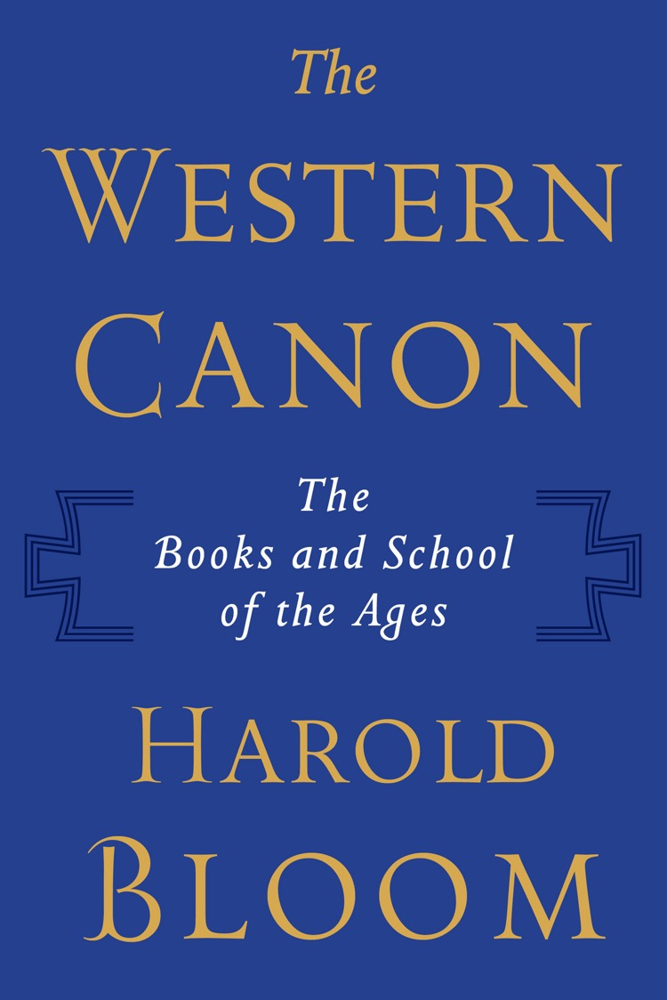 The
WESTERN
CANON
The
Books and School
of the Ages
HAROLD
BLOOM